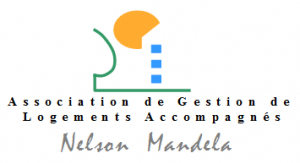 Association de Gestion de
Logements Accompagnés
Nelson Mandela